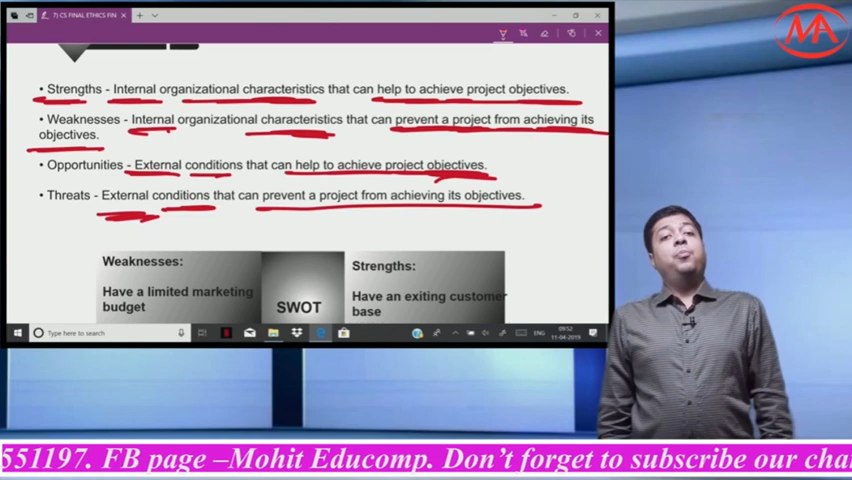 7) CS FINAL ETHICS FIN
MA
• Strengths - Internal organizational characteristics that can help to achieve project objectives.
• Weaknesses - Internal organizational characteristics that can prevent a project from achieving its
objectives.
• Opportunities - External conditions that can help to achieve project objectives.
• Threats - External conditions that can prevent a project from achieving its objectives.
Weaknesses:
Have a limited marketing
budget
SWOT
Strengths:
Have an exiting customer
base
Type here to search
ENG
09:52
11-04-2019
551197. FB page –Mohit Educomp. Don’t forget to subscribe our cha